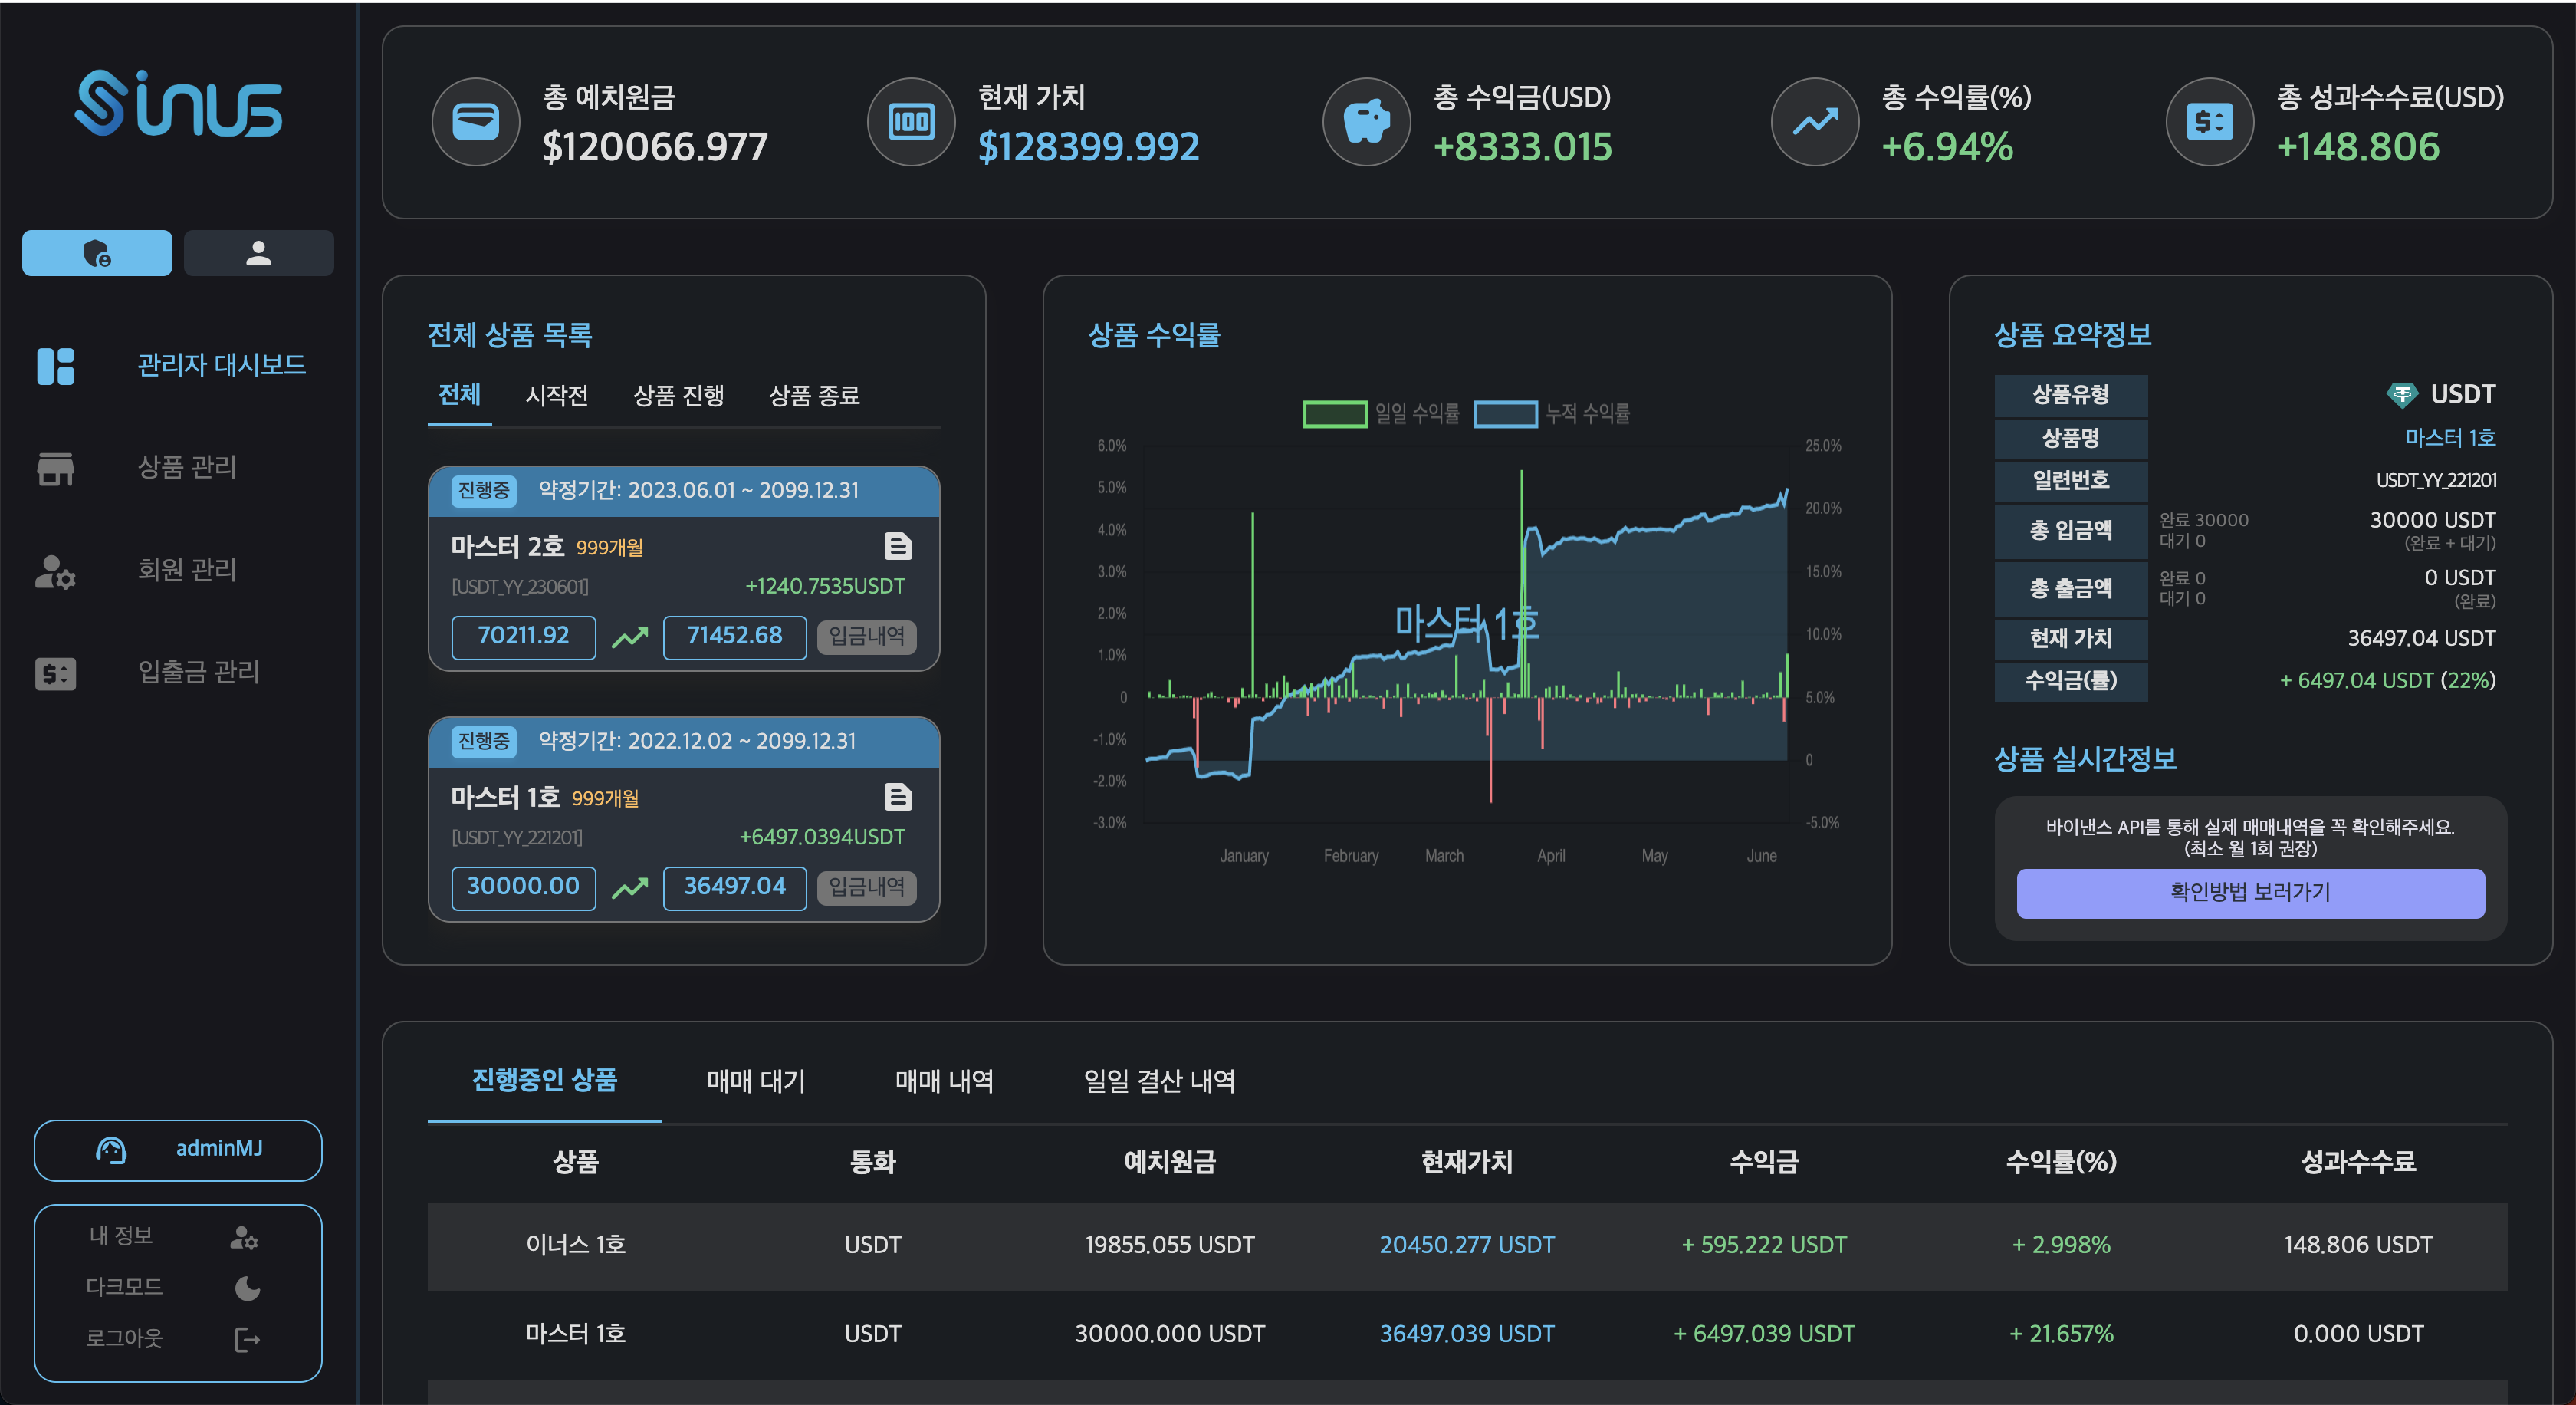 Sinus
관리자 대시보드
상품 관리
회원 관리
입출금 관리
adminMJ
내 정보
다크모드
로그아웃
총 예치원금
$120066.977
현재 가치
$128399.992
총 수익금(USD)
+8333.015
총 수익률(%)
+6.94%
총 성과수수료(USD)
+148.806
전체 상품 목록
전체 시작전 상품 진행 상품 종료
진행중 약정기간: 2023.06.01 ~ 2099.12.31
마스터 2호 999개월
[USDT_YY_230601] +1240.7535USDT
70211.92 71452.68 입금내역
진행중 약정기간: 2022.12.02 ~ 2099.12.31
마스터 1호 999개월
[USDT_YY_221201] +6497.0394USDT
30000.00 36497.04 입금내역
상품 수익률
일일 수익률 누적 수익률
6.0% 25.0%
5.0%
20.0%
4.0%
3.0% 15.0%
2.0%
마스터 1호
10.0%
1.0%
0 5.0%
-1.0%
0
-2.0%
-3.0% -5.0%
January February March April May June
상품 요약정보
상품유형 USDT
상품명 마스터 1호
일련번호 USDT_YY_221201
총 입금액 완료 30000 30000 USDT
대기 0 (완료 + 대기)
총 출금액 완료 0 0 USDT
대기 0 (완료)
현재 가치 36497.04 USDT
수익금(률) + 6497.04 USDT (22%)
상품 실시간정보
바이낸스 API를 통해 실제 매매내역을 꼭 확인해주세요.
(최소 월 1회 권장)
확인방법 보러가기
진행중인 상품 매매 대기 매매 내역 일일 결산 내역
상품 통화 예치원금 현재가치 수익금 수익률(%) 성과수수료
이너스 1호 USDT 19855.055 USDT 20450.277 USDT + 595.222 USDT + 2.998% 148.806 USDT
마스터 1호 USDT 30000.000 USDT 36497.039 USDT + 6497.039 USDT + 21.657% 0.000 USDT